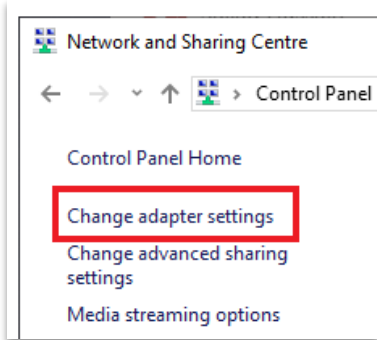 Network and Sharing Centre
Control Panel
Control Panel Home
Change adapter settings
Change advanced sharing
settings
Media streaming options